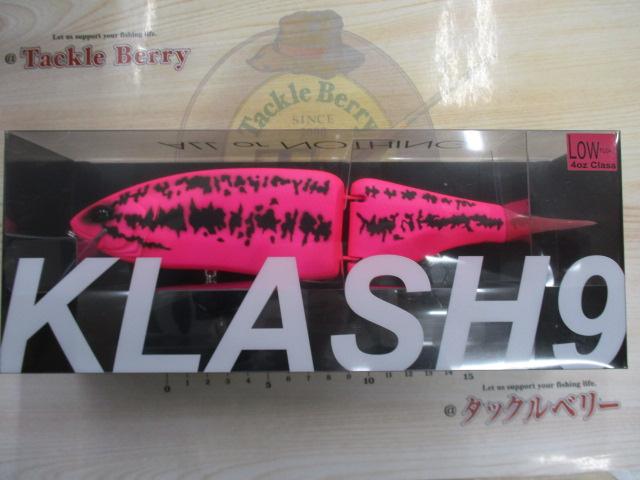 Let us support your fishing life.
@ Tackle Berry
Tackle Berry
SINCE
ALL or NOTHING
LOW
4oz Class
KLASH9
0 1 2 3 4 5 6 7 8 9 10 11 12 13 14 15
Let us support your fishing life.
@ タックルベリー